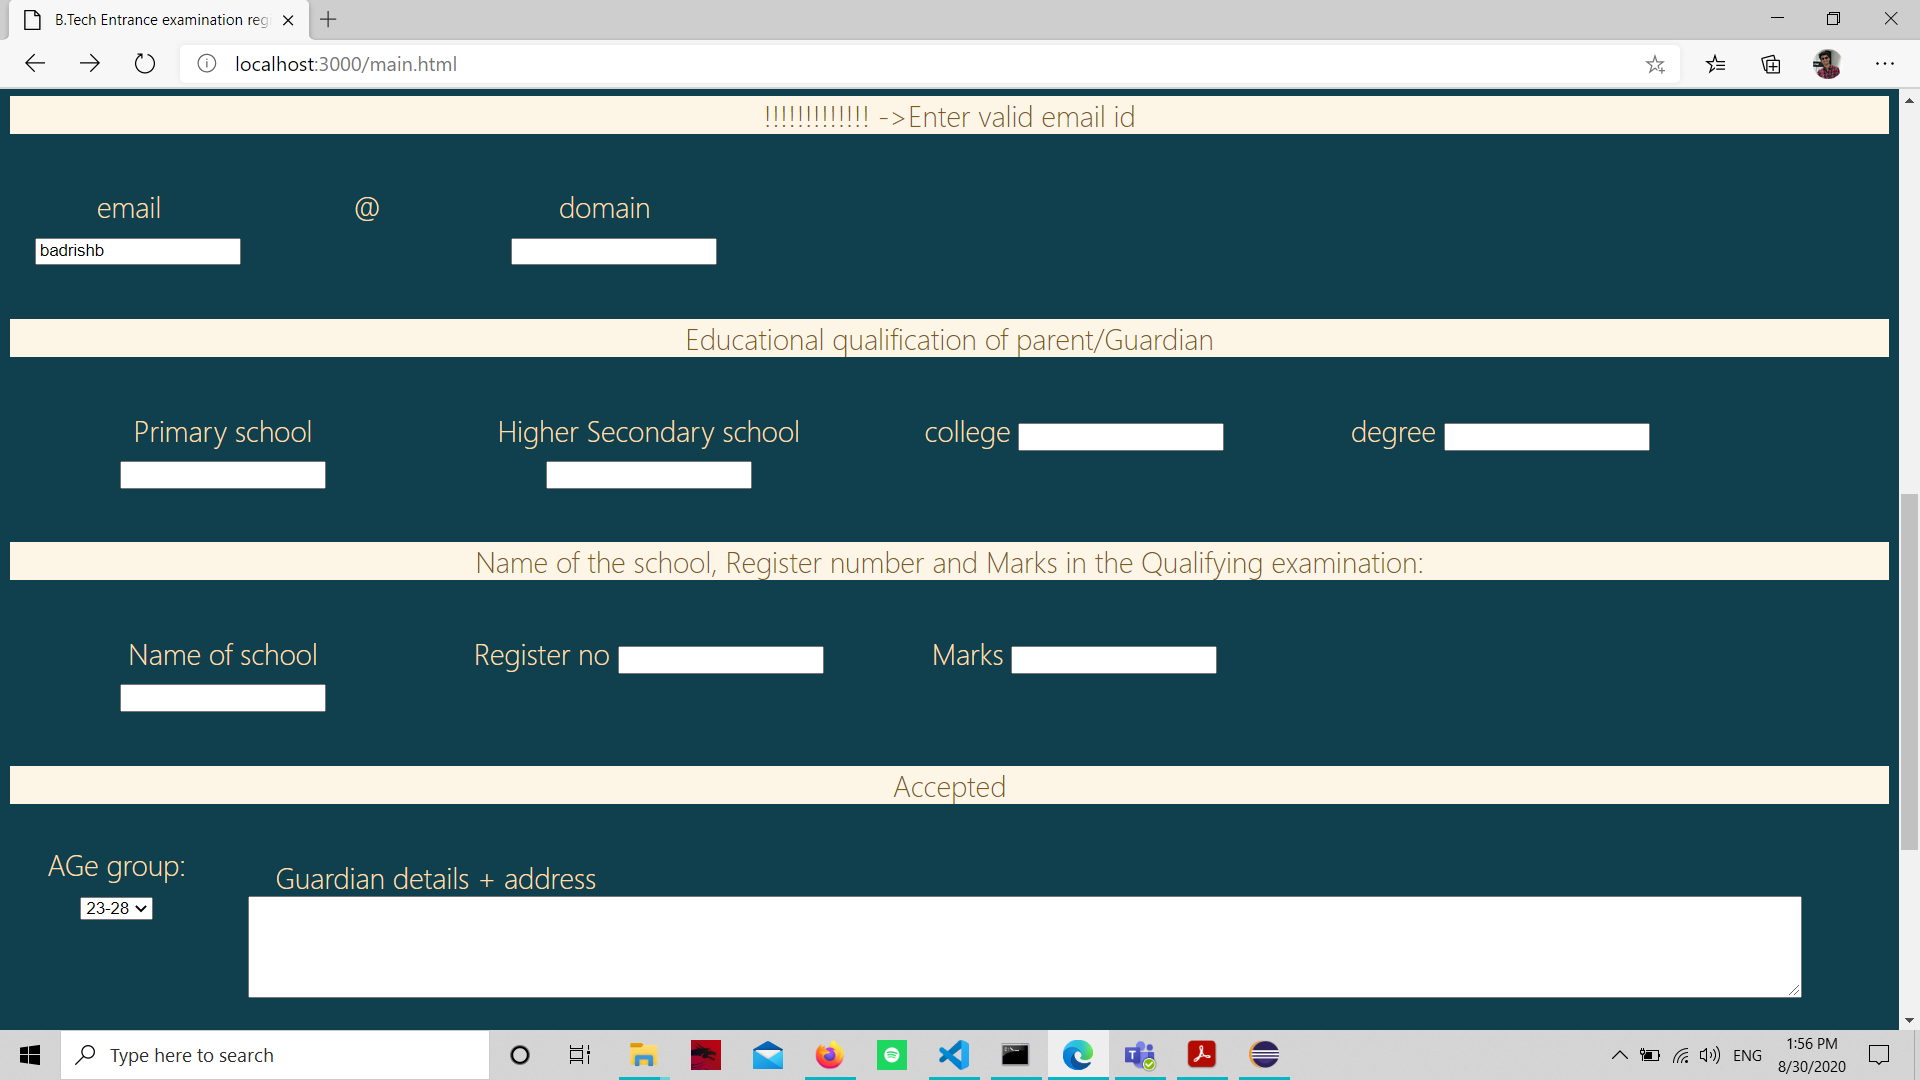 B.Tech Entrance examination reg
localhost:3000/main.html
!!!!!!!!!!!!! ->Enter valid email id
email @ domain
badrishb
Educational qualification of parent/Guardian
Primary school Higher Secondary school college degree
Name of the school, Register number and Marks in the Qualifying examination:
Name of school Register no Marks
Accepted
AGe group:
Guardian details + address
23-28
Type here to search
ENG
1:56 PM
8/30/2020